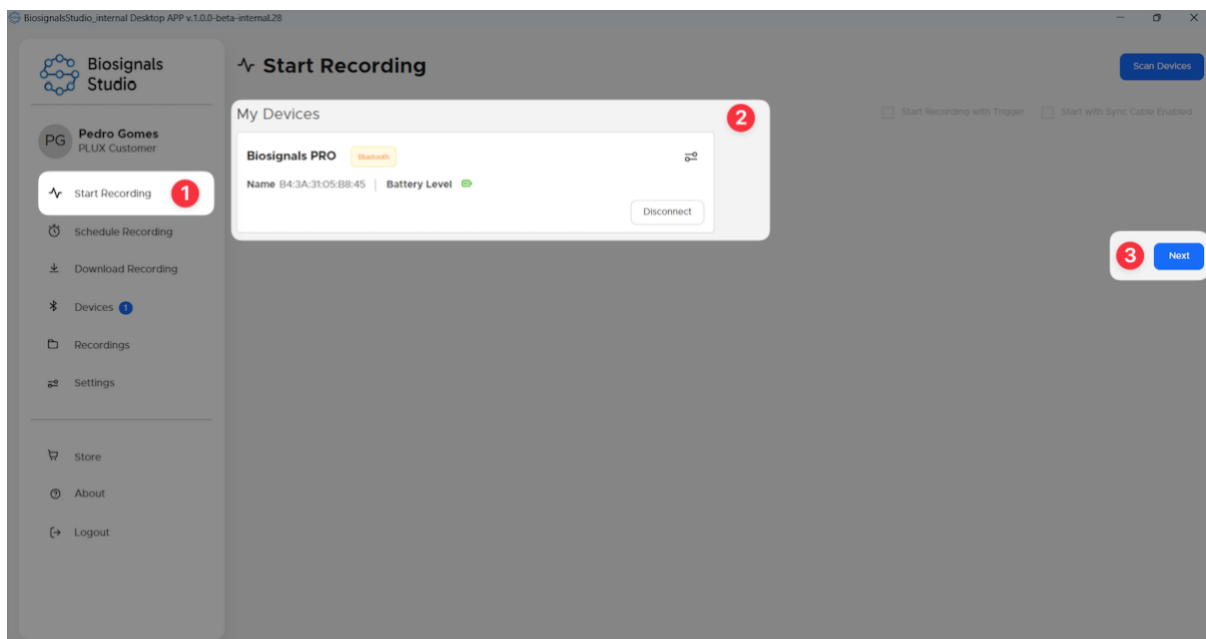 BiosignalsStudio_internal Desktop APP v.1.0.0-beta-internal.28
Biosignals
Studio
PG
Pedro Gomes
PLUX Customer
Start Recording
1
Schedule Recording
Download Recording
Devices 1
Recordings
Settings
Store
About
Logout
Start Recording
Scan Devices
My Devices
2
Start Recording with Trigger
Start with Sync Cable Enabled
Biosignals PRO
Bluetooth
Name B4:3A:31:05:B8:45 | Battery Level
Disconnect
3
Next